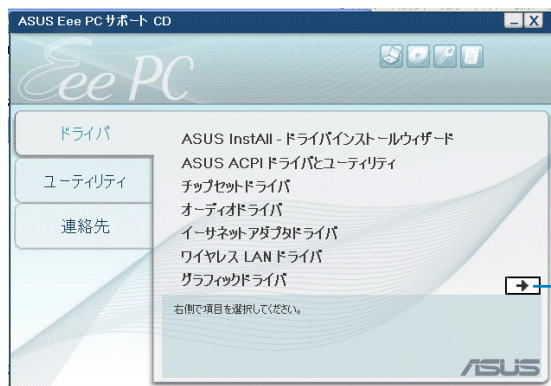 ASUS Eee PC サポート CD
Eee PC
ドライバ
ユーティリティ
連絡先
ASUS InstAll - ドライバインストールウィザード
ASUS ACPI ドライバとユーティリティ
チップセットドライバ
オーディオドライバ
イーサネットアダプタドライバ
ワイヤレス LAN ドライバ
グラフィックドライバ
右側で項目を選択してください。
ASUS